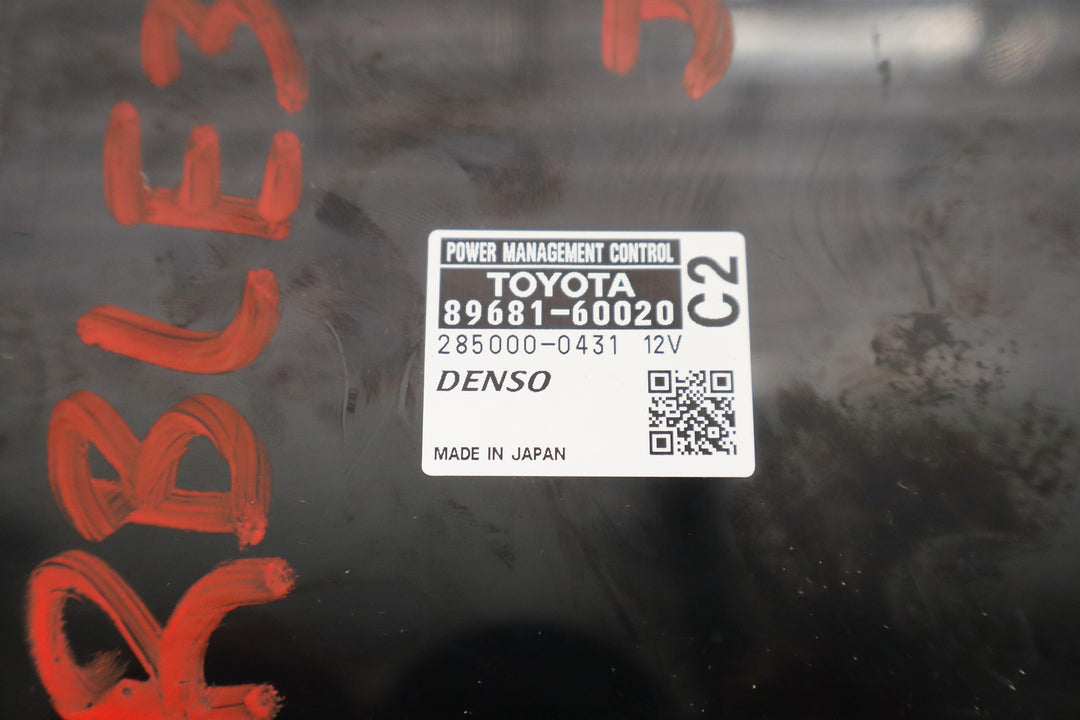 POWER MANAGEMENT CONTROL
TOYOTA
89681-60020
C2
285000-0431 12V
DENSO
MADE IN JAPAN
RBLE3